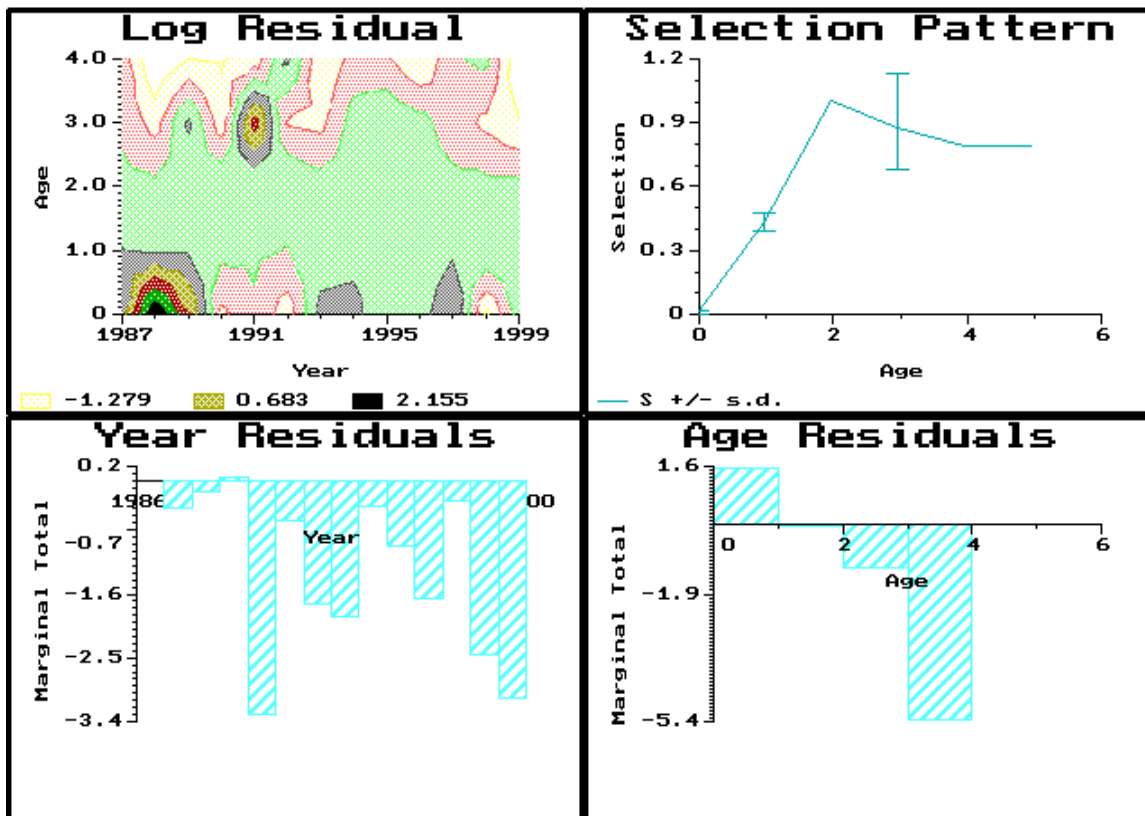 Log Residual
4.0
3.0
2.0
1.0
0
Age
1987 1991 1995 1999
Year
-1.279 0.683 2.155
Selection Pattern
1.2
0.9
0.6
0.3
0
Selection
0 2 4 6
Age
S +/- s.d.
Year Residuals
0.2
-0.7
-1.6
-2.5
-3.4
Marginal Total
1986 00
Year
Age Residuals
1.6
-1.9
-5.4
Marginal Total
0 2 4 6
Age